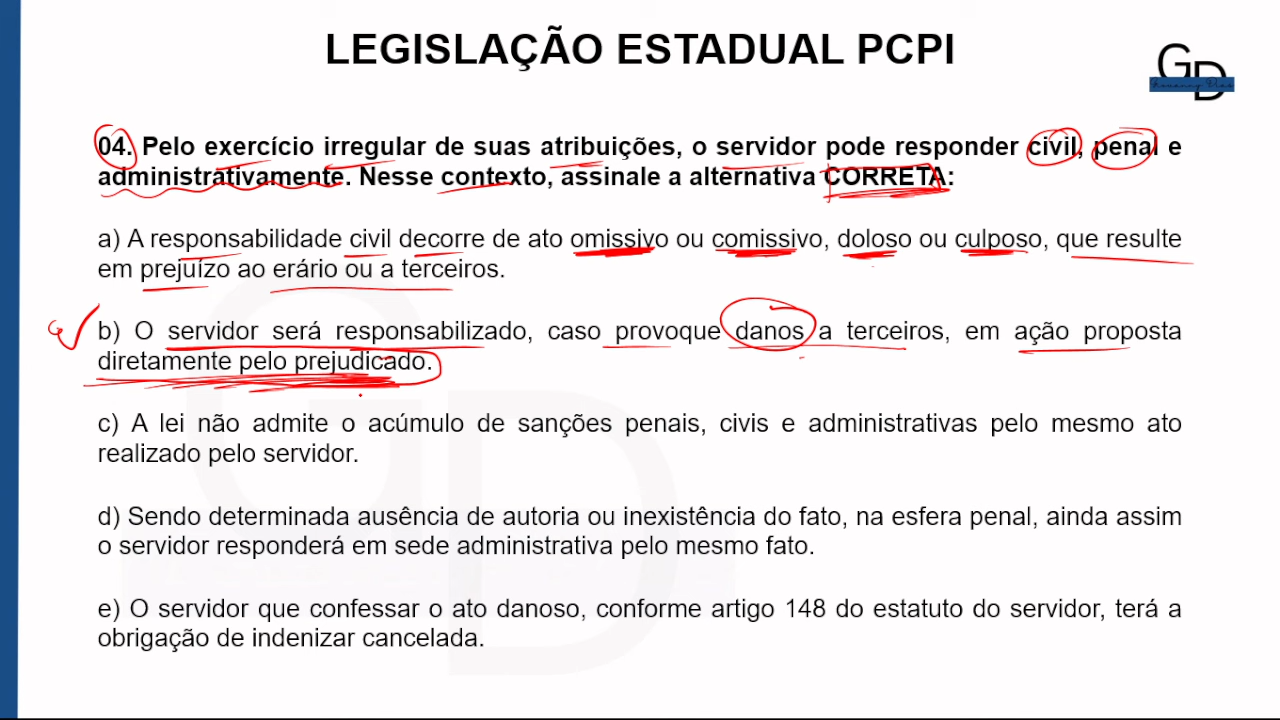 LEGISLAÇÃO ESTADUAL PCPI
GD
04. Pelo exercício irregular de suas atribuições, o servidor pode responder civil, penal e
administrativamente. Nesse contexto, assinale a alternativa CORRETA:
a) A responsabilidade civil decorre de ato omissivo ou comissivo, doloso ou culposo, que resulte
em prejuízo ao erário ou a terceiros.
b) O servidor será responsabilizado, caso provoque danos a terceiros, em ação proposta
diretamente pelo prejudicado.
c) A lei não admite o acúmulo de sanções penais, civis e administrativas pelo mesmo ato
realizado pelo servidor.
d) Sendo determinada ausência de autoria ou inexistência do fato, na esfera penal, ainda assim
o servidor responderá em sede administrativa pelo mesmo fato.
e) O servidor que confessar o ato danoso, conforme artigo 148 do estatuto do servidor, terá a
obrigação de indenizar cancelada.